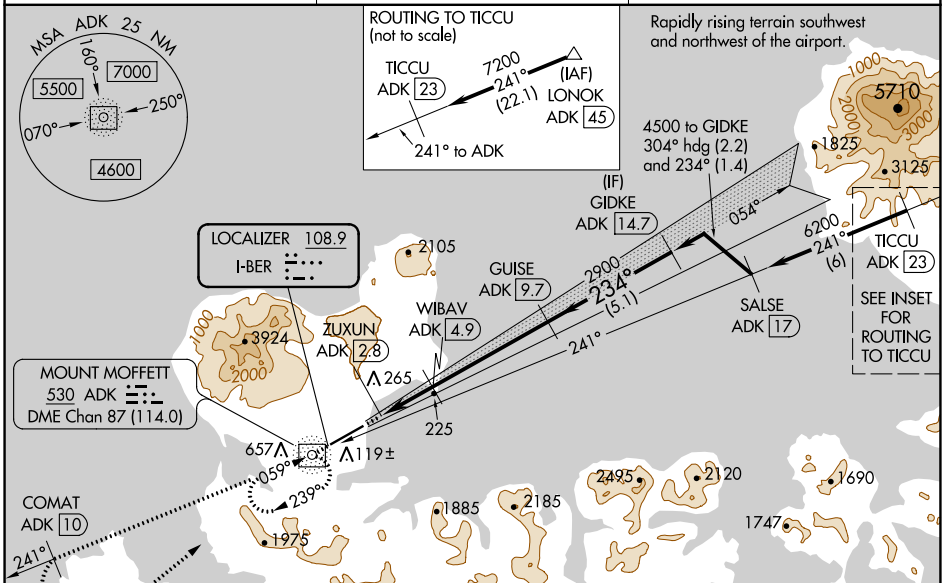 MSA ADK 25 NM
160°
7000
5500
250°
070°
4600
ROUTING TO TICCU
(not to scale)
TICCU
ADK 23
7200
241°
(22.1)
(IAF)
LONOK
ADK 45
241° to ADK
Rapidly rising terrain southwest
and northwest of the airport.
1000
2000
5710
3000
1825
3125
4500 to GIDKE
304° hdg (2.2)
and 234° (1.4)
(IF)
GIDKE
ADK 14.7
054°
6200
241°
(6)
TICCU
ADK 23
SEE INSET
FOR
ROUTING
TO TICCU
SALSE
ADK 17
LOCALIZER 108.9
I-BER
2105
GUISE
ADK 9.7
2900
234°
(5.1)
241°
WIBAV
ADK 4.9
ZUXUN
ADK 2.8
1000
3924
2000
265
225
MOUNT MOFFETT
530 ADK
DME Chan 87 (114.0)
657
119±
059°
239°
COMAT
ADK 10
241°
1975
1885
2185
2495
2120
1690
1747